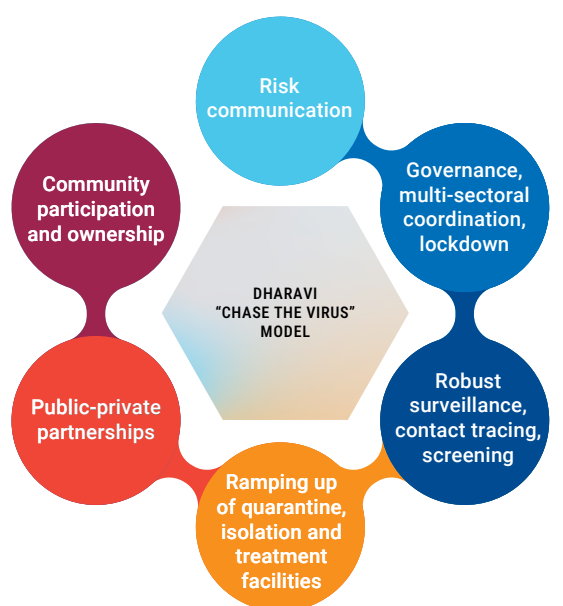 Risk
communication
Governance,
multi-sectoral
coordination,
lockdown
Robust
surveillance,
contact tracing,
screening
Ramping up
of quarantine,
isolation and
treatment
facilities
Public-private
partnerships
Community
participation
and ownership
DHARAVI
“CHASE THE VIRUS”
MODEL